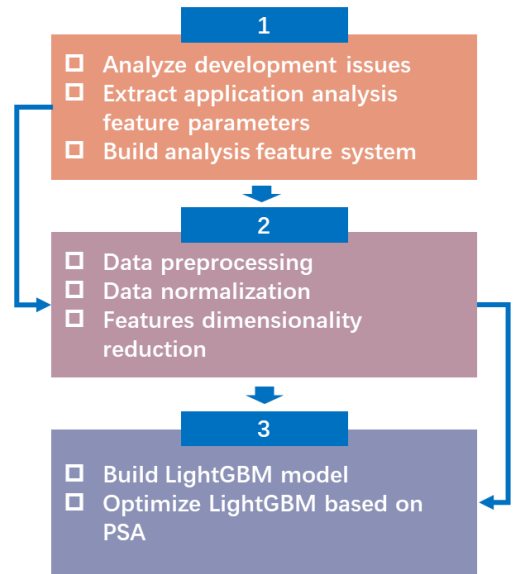 1
Analyze development issues
Extract application analysis
feature parameters
Build analysis feature system
2
Data preprocessing
Data normalization
Features dimensionality
reduction
3
Build LightGBM model
Optimize LightGBM based on
PSA